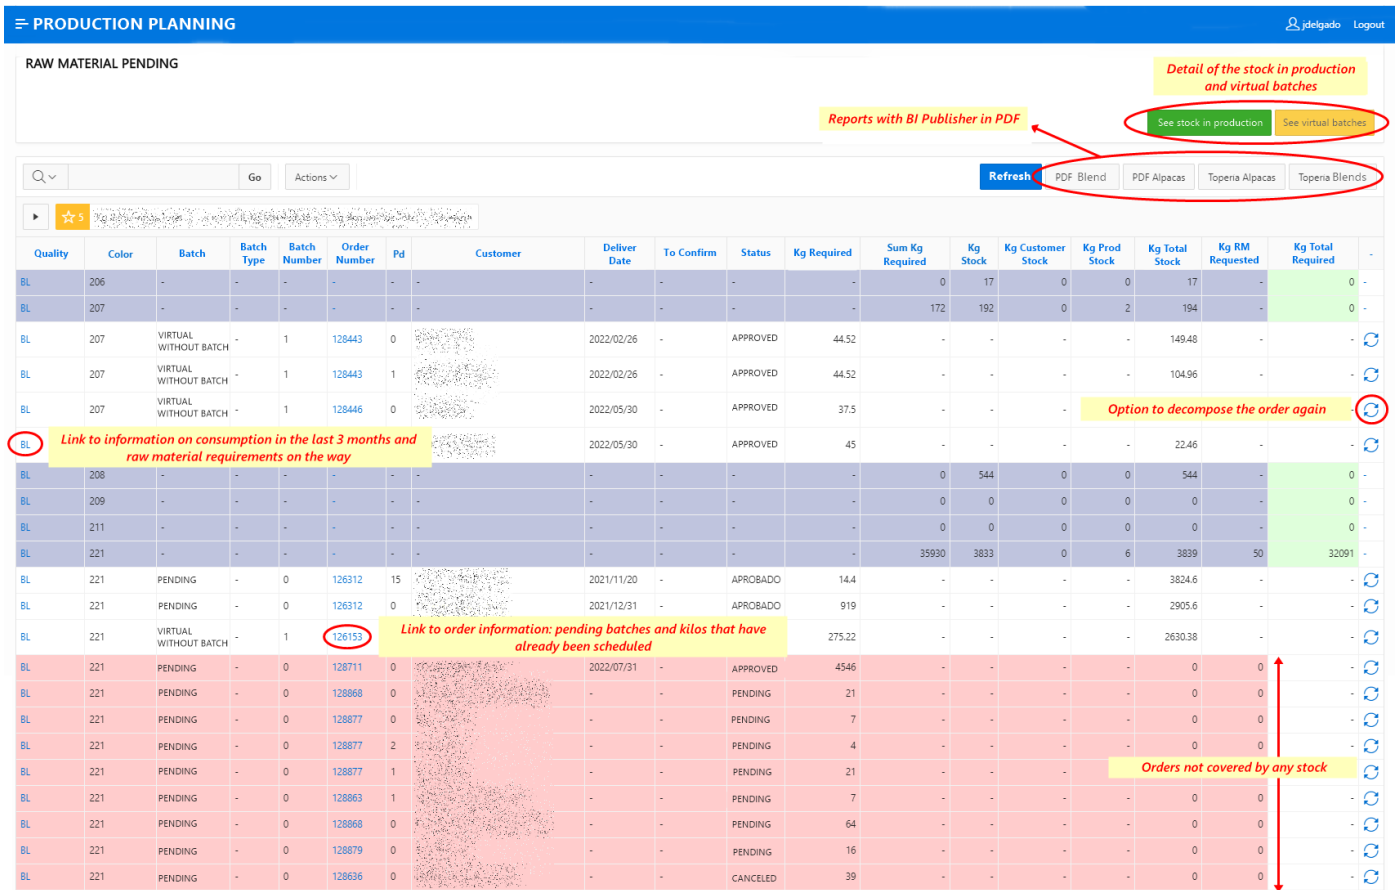 PRODUCTION PLANNING
jdelgado Logout
RAW MATERIAL PENDING
Detail of the stock in production
and virtual batches
Reports with BI Publisher in PDF
See stock in production See virtual batches
Go Actions Refresh PDF Blend PDF Alpacas Toperia Alpacas Toperia Blends
5
Quality Color Batch Batch Type Batch Number Order Number Pd Customer Deliver Date To Confirm Status Kg Required Sum Kg Required Kg Stock Kg Customer Stock Kg Prod Stock Kg Total Stock Kg RM Requested Kg Total Required -
BL 206 - - - - - - - - - - 0 17 0 0 17 - 0 -
BL 207 - - - - - - - - - - 172 192 0 2 194 - 0 -
BL 207 VIRTUAL WITHOUT BATCH - 1 128443 0 2022/02/26 - APPROVED 44.52 - - - - 149.48 - -
BL 207 VIRTUAL WITHOUT BATCH - 1 128443 1 2022/02/26 - APPROVED 44.52 - - - - 104.96 - -
BL 207 VIRTUAL WITHOUT BATCH - 1 128446 0 2022/05/30 - APPROVED 37.5 -
Option to decompose the order again
BL 2022/05/30 - APPROVED 45 - - - - 22.46 - -
Link to information on consumption in the last 3 months and
raw material requirements on the way
BL 208 - - - - - - - - - - 0 544 0 0 544 - 0 -
BL 209 - - - - - - - - - - 0 0 0 0 0 - 0 -
BL 211 - - - - - - - - - - 0 0 0 0 0 - 0 -
BL 221 - - - - - - - - - - 35930 3833 0 6 3839 50 32091 -
BL 221 PENDING - 0 126312 15 2021/11/20 - APROBADO 14.4 - - - - 3824.6 - -
BL 221 PENDING - 0 126312 0 2021/12/31 - APROBADO 919 - - - - 2905.6 - -
BL 221 VIRTUAL WITHOUT BATCH - 1 126153 275.22 - - - - 2630.38 - -
Link to order information: pending batches and kilos that have
already been scheduled
BL 221 PENDING - 0 128711 0 2022/07/31 - APPROVED 4546 - - - - 0 0
BL 221 PENDING - 0 128868 0 - - PENDING 21 - - - - 0 0 -
BL 221 PENDING - 0 128877 0 - - PENDING 7 - - - - 0 0 -
BL 221 PENDING - 0 128877 2 - - PENDING 4 - - - - 0 0 -
BL 221 PENDING - 0 128877 1 - - PENDING 21 - -
Orders not covered by any stock
BL 221 PENDING - 0 128863 1 - - PENDING 7 - - - - 0 0 -
BL 221 PENDING - 0 128868 0 - - PENDING 64 - - - - 0 0 -
BL 221 PENDING - 0 128879 0 - - PENDING 16 - - - - 0 0 -
BL 221 PENDING - 0 128636 0 - - CANCELED 39 - - - - 0 0 -